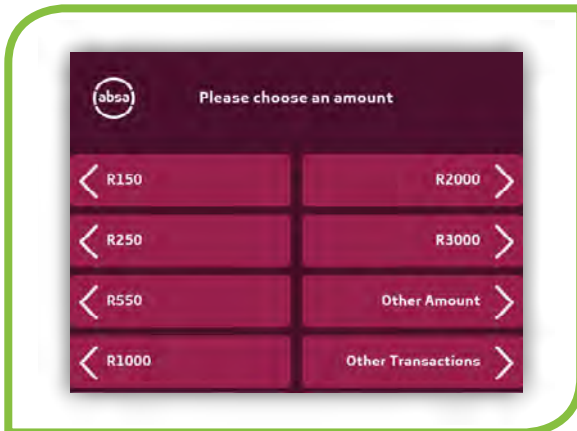 absa
Please choose an amount
R150
R2000
R250
R3000
R550
Other Amount
R1000
Other Transactions